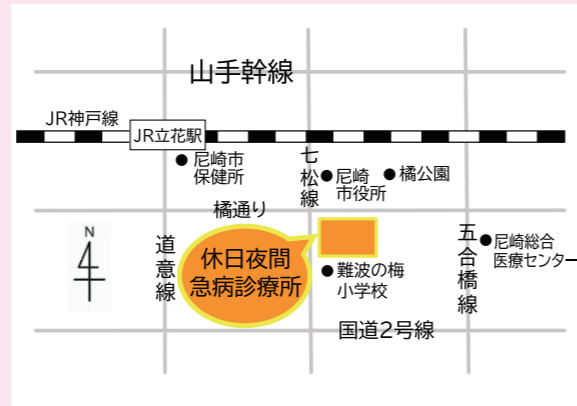 山手幹線
JR神戸線
JR立花駅
尼崎市
保健所
七松線
尼崎
市役所
橘公園
橘通り
道意線
休日夜間
急病診療所
五合橋線
尼崎総合
医療センター
難波の梅
小学校
国道2号線
N